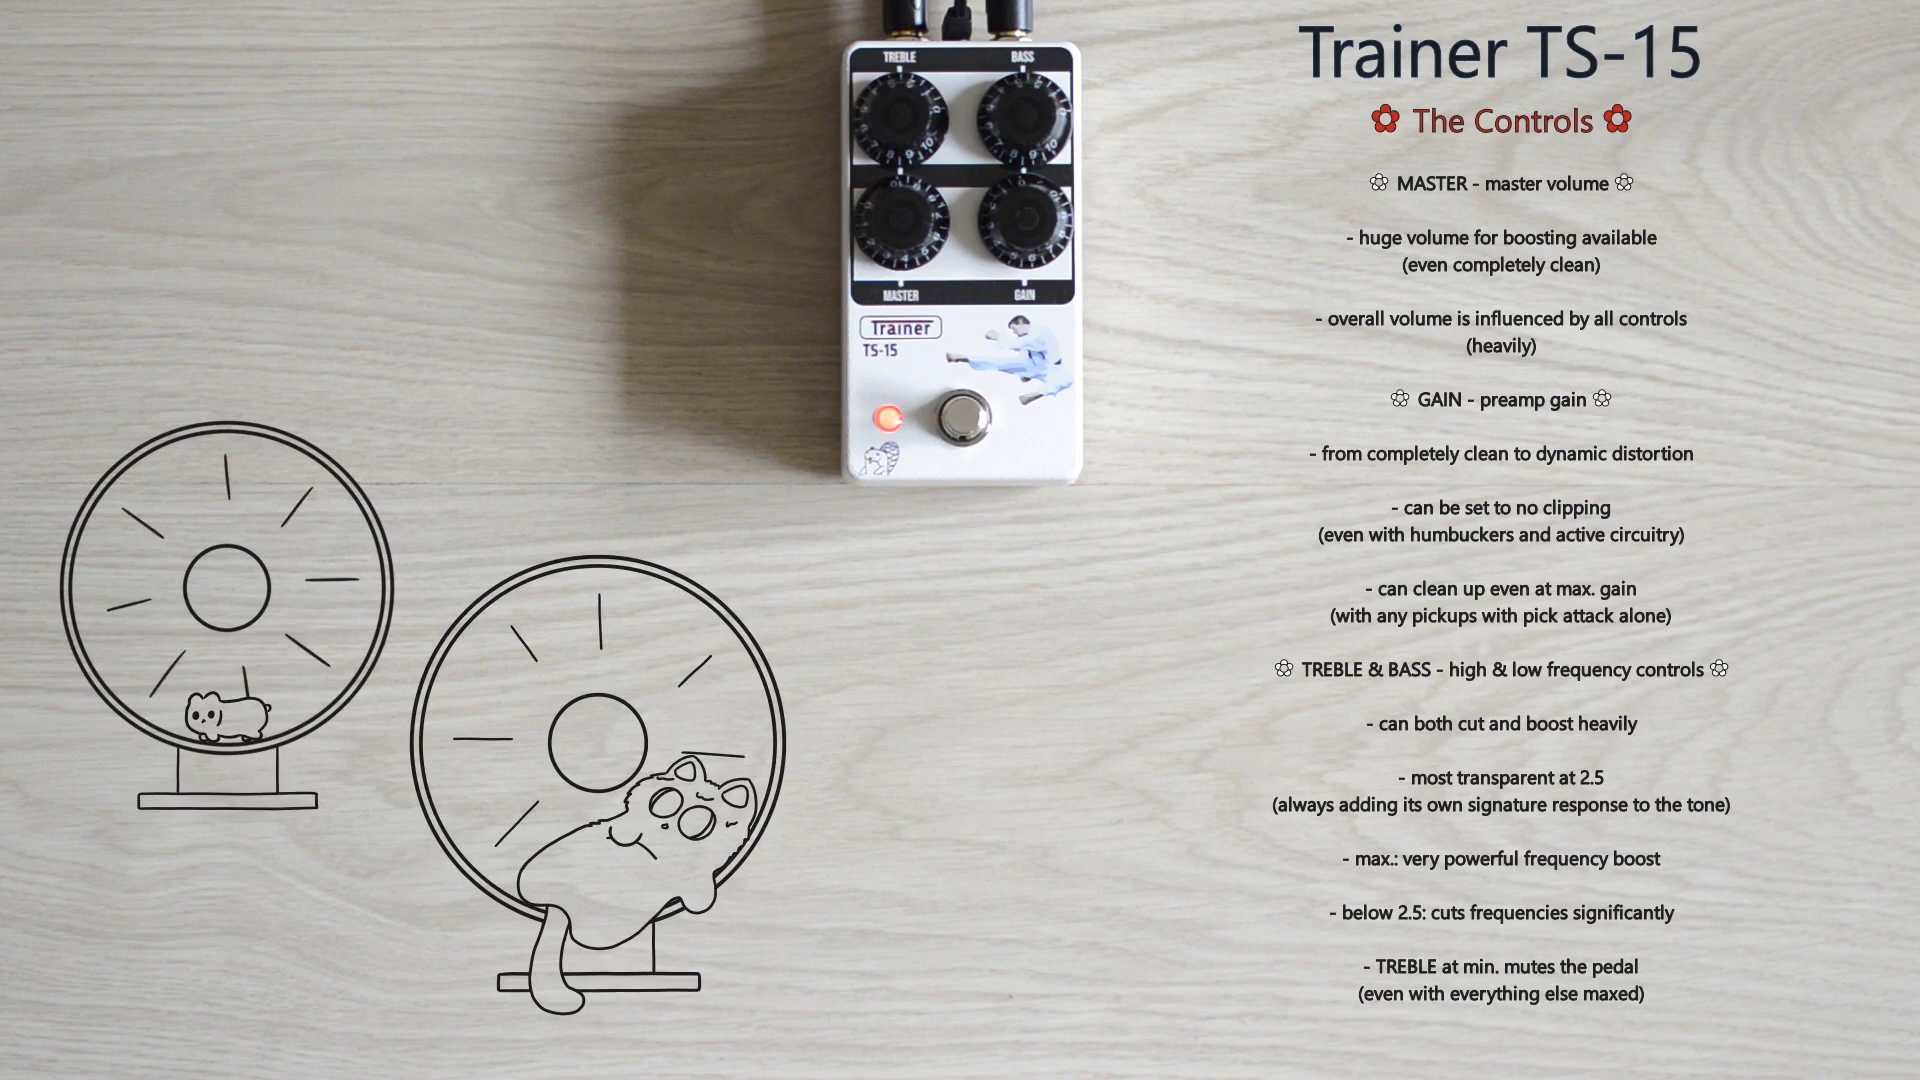 Trainer TS-15
✿ The Controls ✿
MASTER - master volume
- huge volume for boosting available
(even completely clean)
- overall volume is influenced by all controls
(heavily)
GAIN - preamp gain
- from completely clean to dynamic distortion
- can be set to no clipping
(even with humbuckers and active circuitry)
- can clean up even at max. gain
(with any pickups with pick attack alone)
TREBLE & BASS - high & low frequency controls
- can both cut and boost heavily
- most transparent at 2.5
(always adding its own signature response to the tone)
- max.: very powerful frequency boost
- below 2.5: cuts frequencies significantly
- TREBLE at min. mutes the pedal
(even with everything else maxed)
TREBLE BASS
MASTER GAIN
Trainer
TS-15